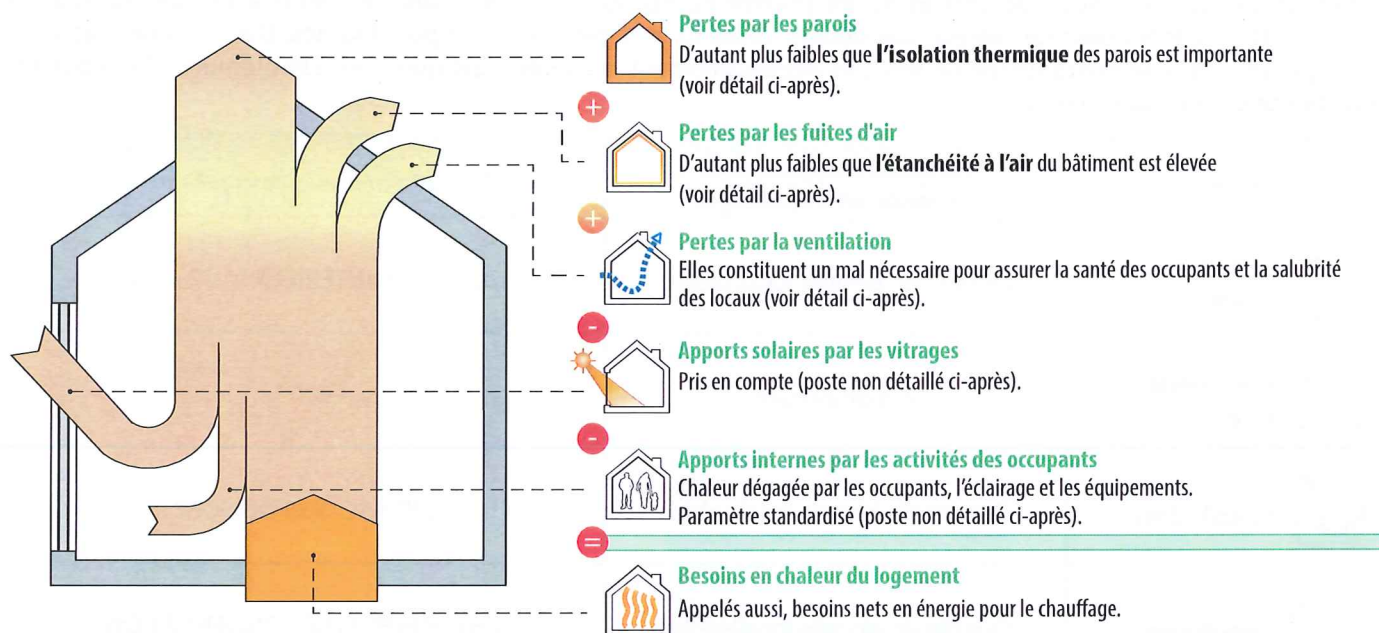 Pertes par les parois
D'autant plus faibles que l'isolation thermique des parois est importante
(voir détail ci-après).
+
Pertes par les fuites d'air
D'autant plus faibles que l'étanchéité à l'air du bâtiment est élevée
(voir détail ci-après).
+
Pertes par la ventilation
Elles constituent un mal nécessaire pour assurer la santé des occupants et la salubrité
des locaux (voir détail ci-après).
-
Apports solaires par les vitrages
Pris en compte (poste non détaillé ci-après).
-
Apports internes par les activités des occupants
Chaleur dégagée par les occupants, l'éclairage et les équipements.
Paramètre standardisé (poste non détaillé ci-après).
=
Besoins en chaleur du logement
Appelés aussi, besoins nets en énergie pour le chauffage.